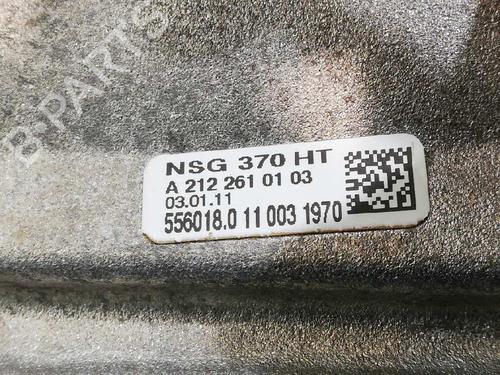 B-PARTS
NSG 370 HT
A 212 261 01 03
03.01.11
556018.0 11 003 1970